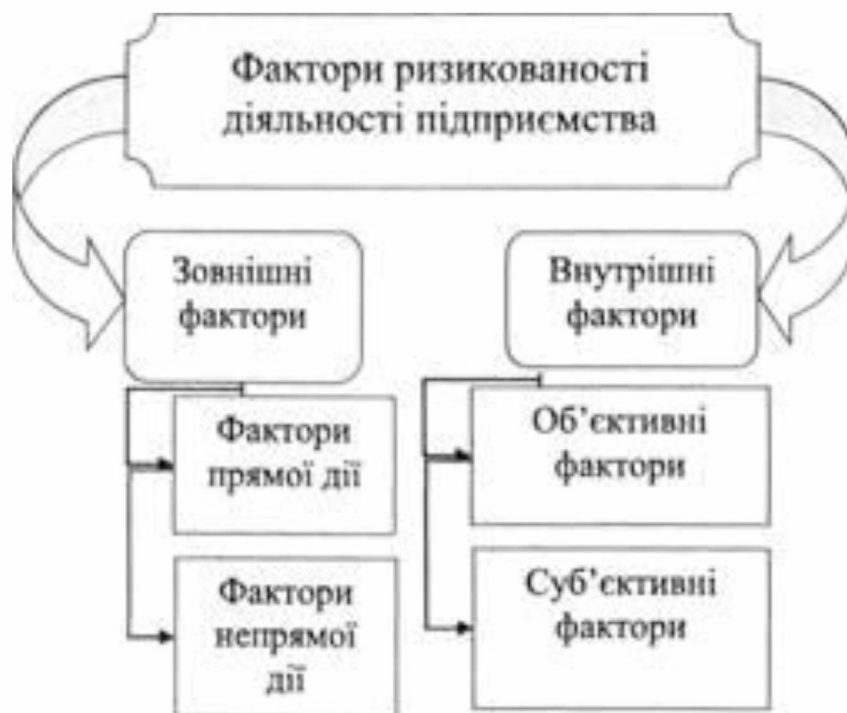 Фактори ризикованості
діяльності підприємства
Зовнішні
фактори
Внутрішні
фактори
Фактори
прямої дії
Об’єктивні
фактори
Фактори
непрямої
дії
Суб’єктивні
фактори